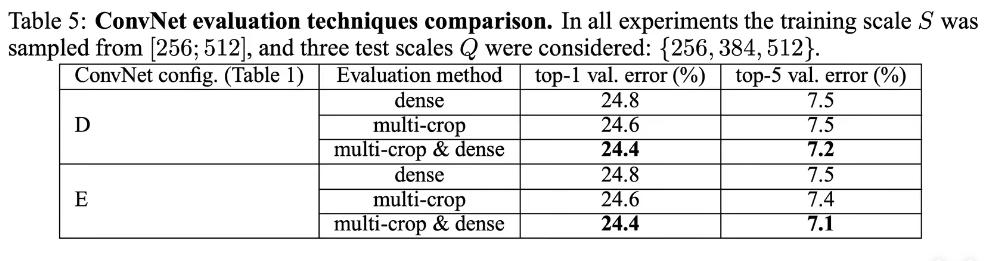 Table 5: ConvNet evaluation techniques comparison. In all experiments the training scale S was
sampled from [256; 512], and three test scales Q were considered: {256, 384, 512}.
ConvNet config. (Table 1) Evaluation method top-1 val. error (%) top-5 val. error (%)
D
dense 24.8 7.5
multi-crop 24.6 7.5
multi-crop & dense 24.4 7.2
E
dense 24.8 7.5
multi-crop 24.6 7.4
multi-crop & dense 24.4 7.1